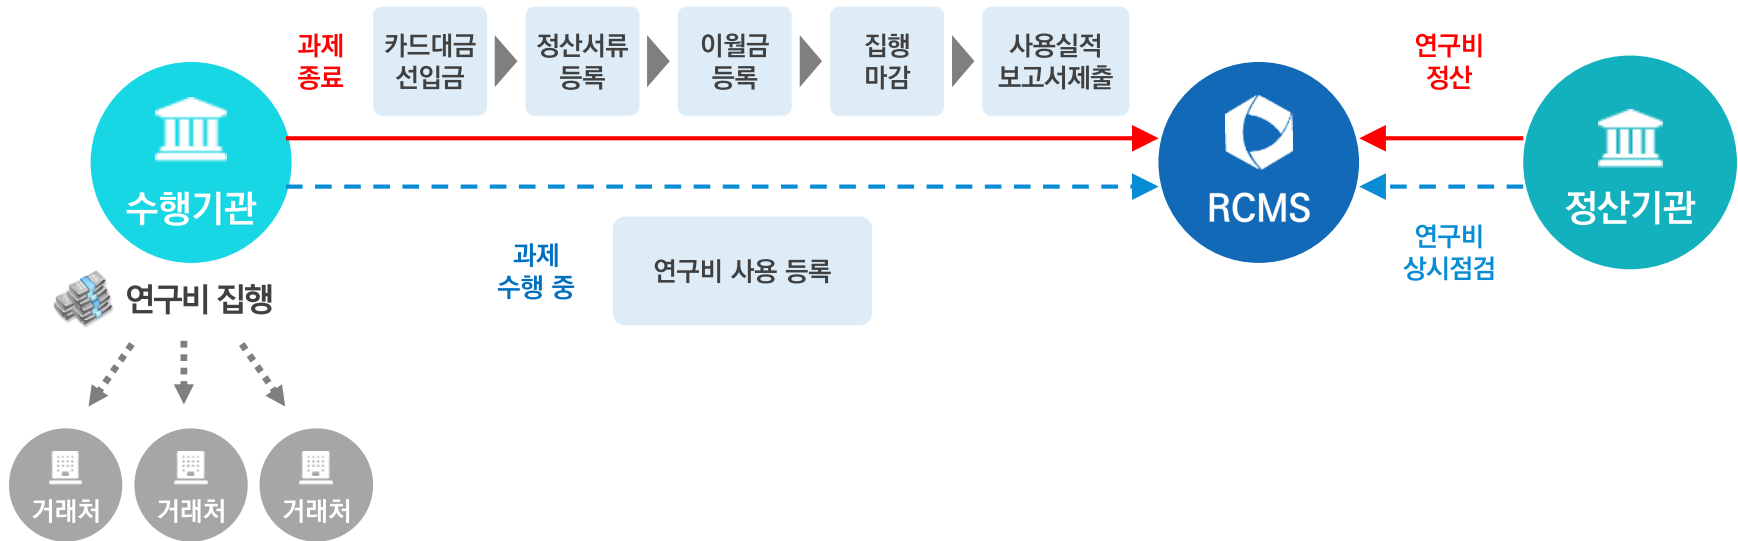 과제
종료
카드대금
선입금
정산서류
등록
이월금
등록
집행
마감
사용실적
보고서제출
연구비
정산
수행기관
RCMS
정산기관
과제
수행 중
연구비 사용 등록
연구비
상시점검
연구비 집행
거래처
거래처
거래처